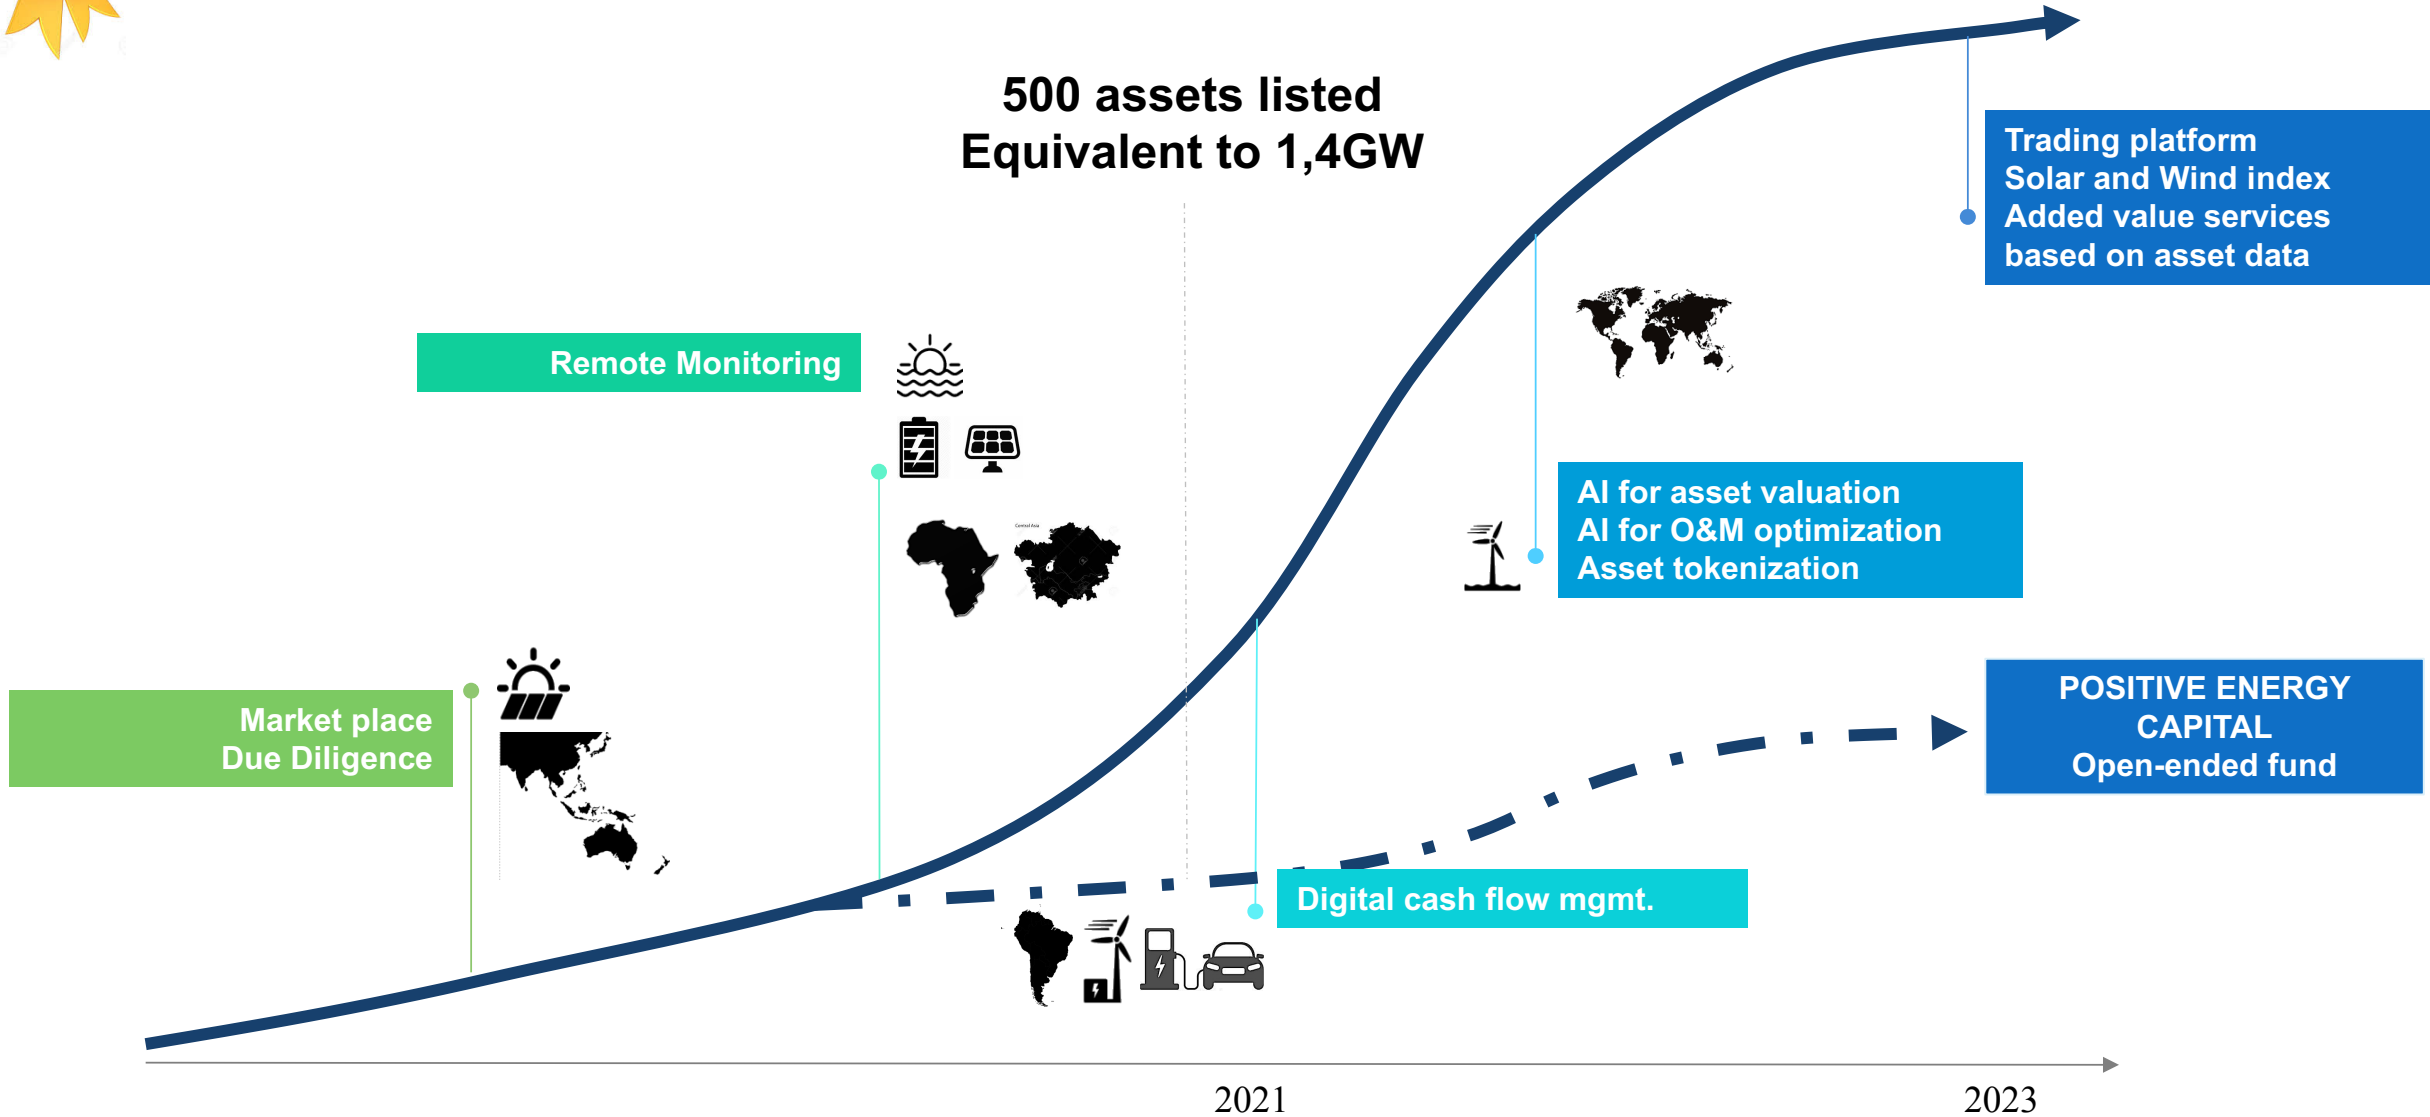 500 assets listed
Equivalent to 1,4GW
Trading platform
Solar and Wind index
Added value services
based on asset data
Remote Monitoring
Central Asia
AI for asset valuation
AI for O&M optimization
Asset tokenization
Market place
Due Diligence
POSITIVE ENERGY
CAPITAL
Open-ended fund
Digital cash flow mgmt.
2021
2023